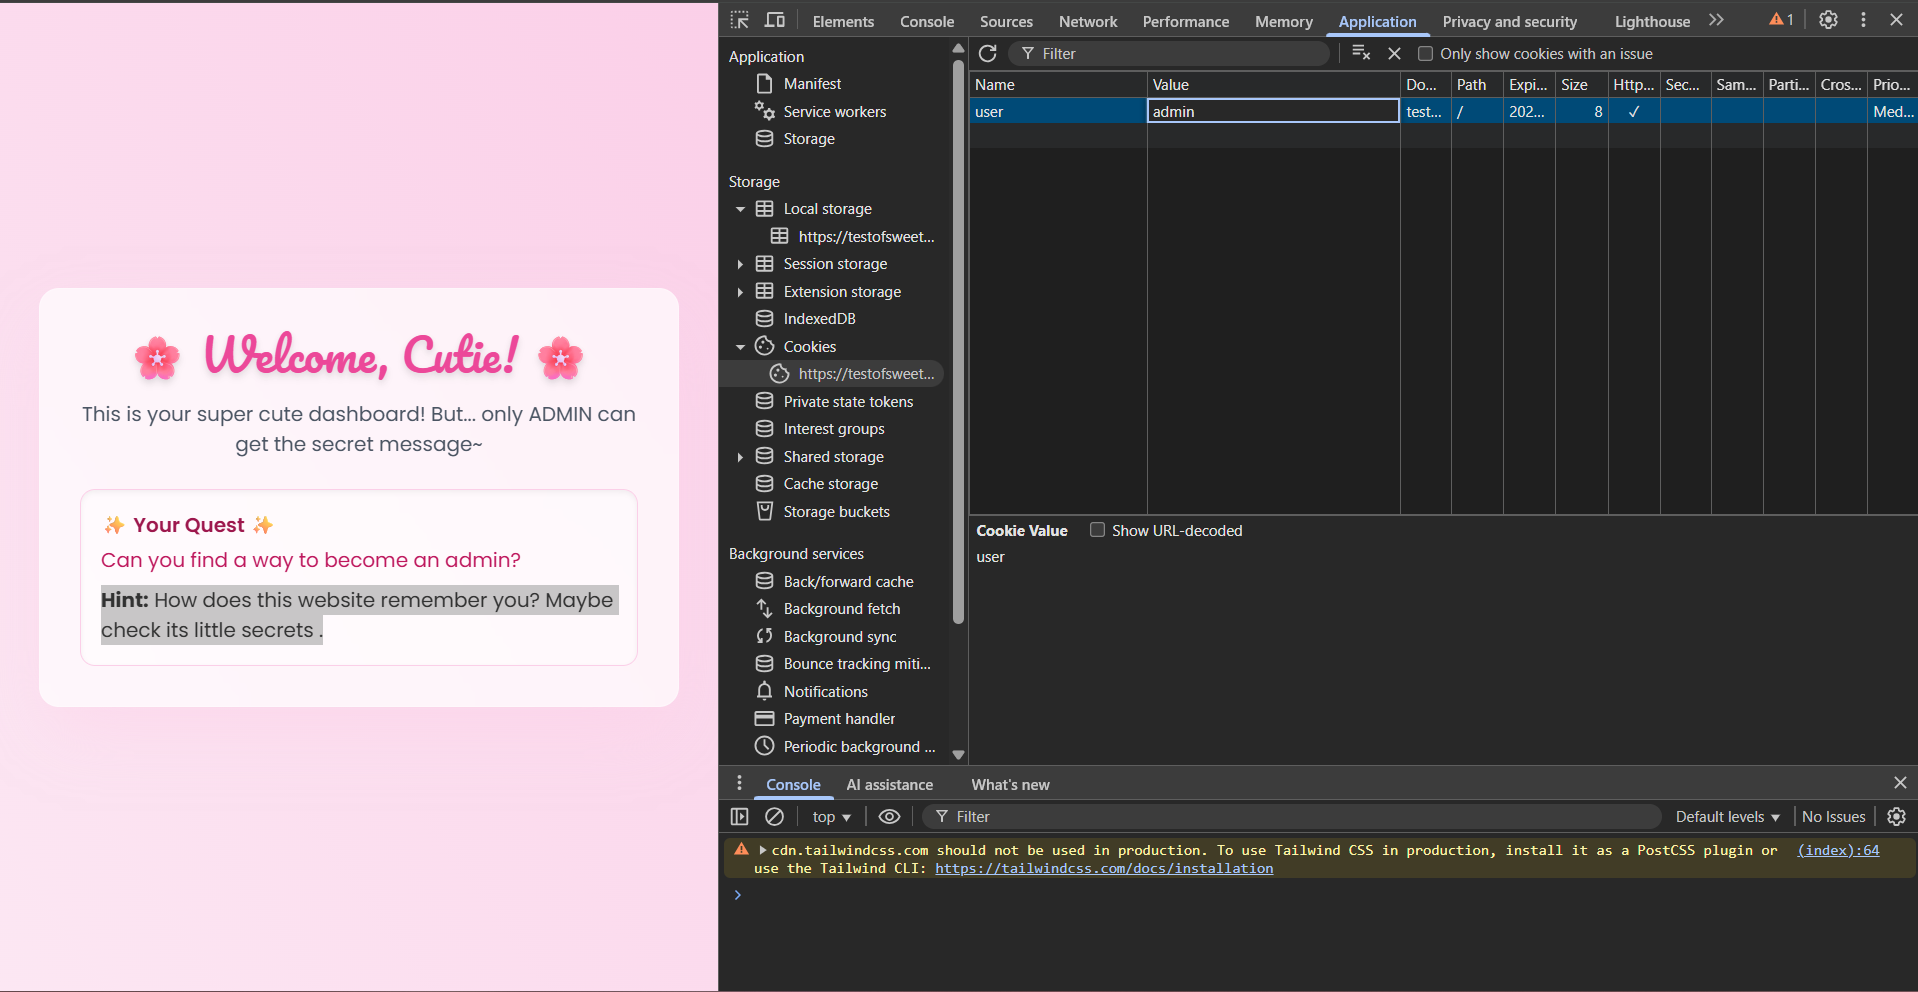 🌸 Welcome, Cutie! 🌸
This is your super cute dashboard! But... only ADMIN can
get the secret message~
✨ Your Quest ✨
Can you find a way to become an admin?
Hint: How does this website remember you? Maybe
check its little secrets .
Elements Console Sources Network Performance Memory Application Privacy and security Lighthouse 1
Application
Manifest
Service workers
Storage
Storage
Local storage
https://testofsweet...
Session storage
Extension storage
IndexedDB
Cookies
https://testofsweet...
Private state tokens
Interest groups
Shared storage
Cache storage
Storage buckets
Background services
Back/forward cache
Background fetch
Background sync
Bounce tracking miti...
Notifications
Payment handler
Periodic background ...
Filter Only show cookies with an issue
Name Value Do... Path Expi... Size Http... Sec... Sam... Parti... Cros... Prio...
user admin test... / 202... 8 ✓ Med...
Cookie Value Show URL-decoded
user
Console AI assistance What's new
top Filter Default levels No Issues
cdn.tailwindcss.com should not be used in production. To use Tailwind CSS in production, install it as a PostCSS plugin or (index):64
use the Tailwind CLI: https://tailwindcss.com/docs/installation